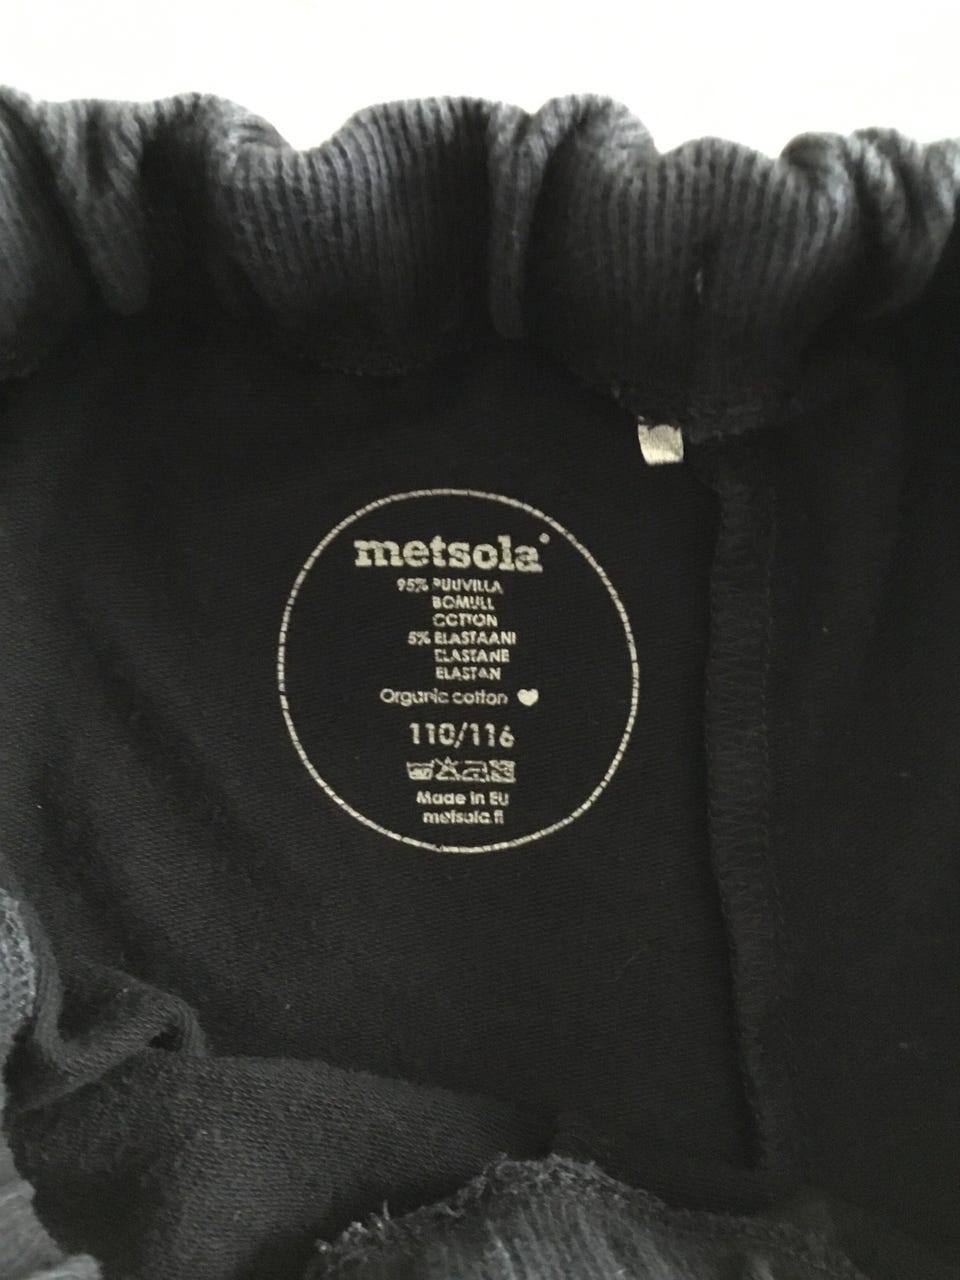 metsola
95% PUUVILLA
BOMULL
COTTON
5% ELASTAANI
ELASTANE
ELASTAN
Organic cotton
110/116
Made in EU
metsola.fi